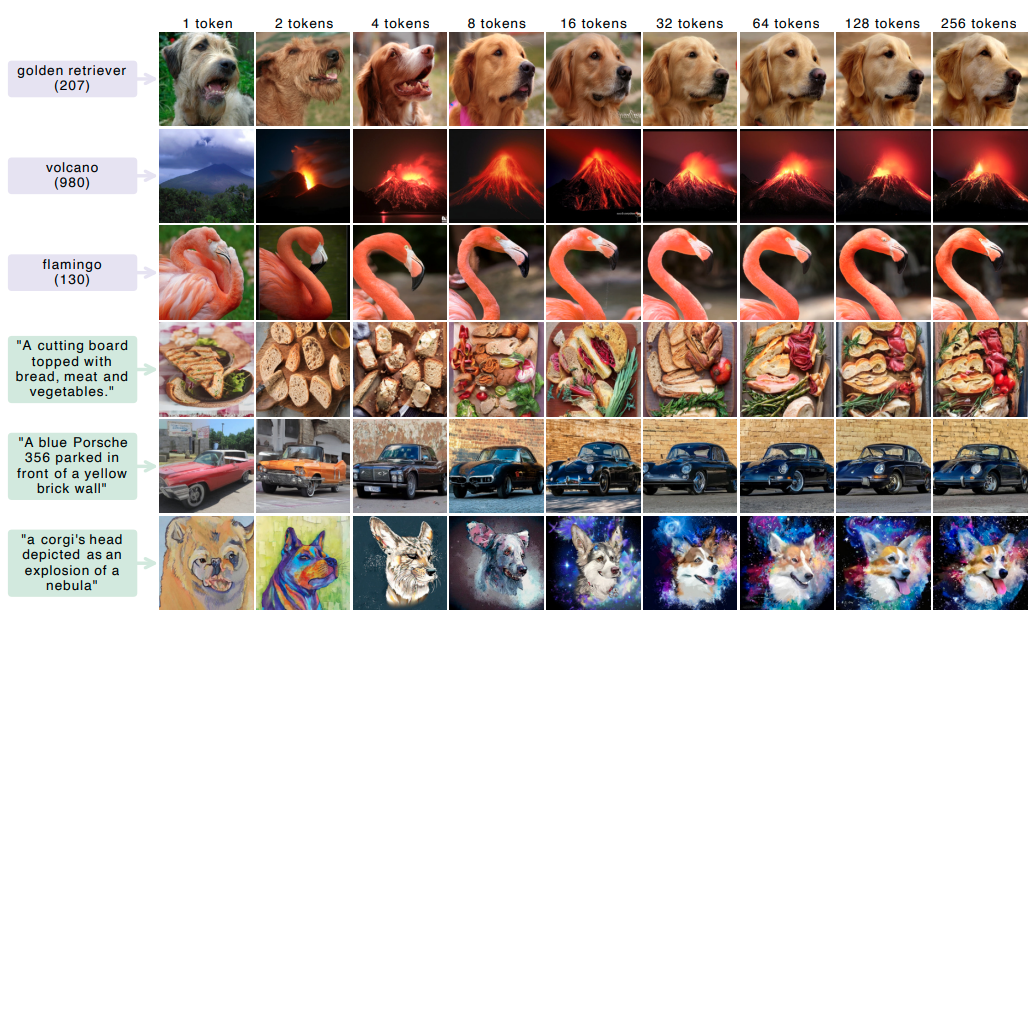 1 token 2 tokens 4 tokens 8 tokens 16 tokens 32 tokens 64 tokens 128 tokens 256 tokens
golden retriever
(207)
volcano
(980)
flamingo
(130)
"A cutting board
topped with
bread, meat and
vegetables."
"A blue Porsche
356 parked in
front of a yellow
brick wall"
"a corgi's head
depicted as an
explosion of a
nebula"